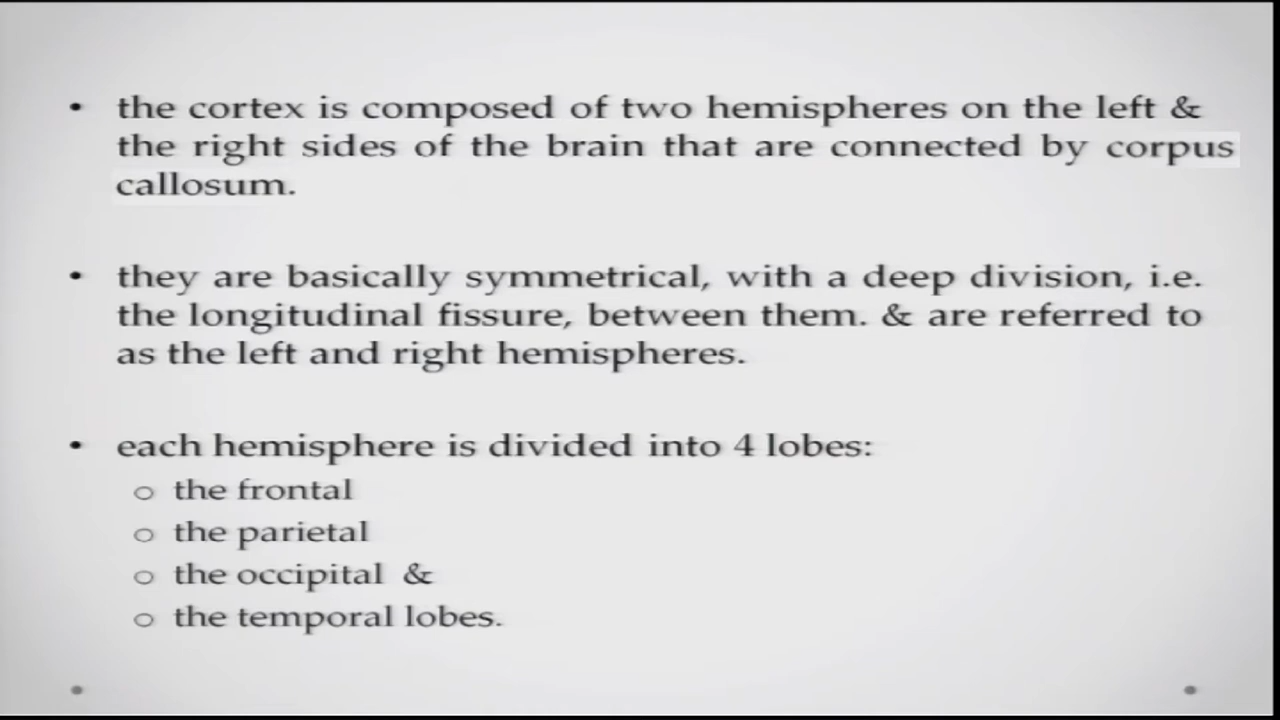 • the cortex is composed of two hemispheres on the left &
the right sides of the brain that are connected by corpus
callosum.
• they are basically symmetrical, with a deep division, i.e.
the longitudinal fissure, between them. & are referred to
as the left and right hemispheres.
• each hemisphere is divided into 4 lobes:
o the frontal
o the parietal
o the occipital &
o the temporal lobes.